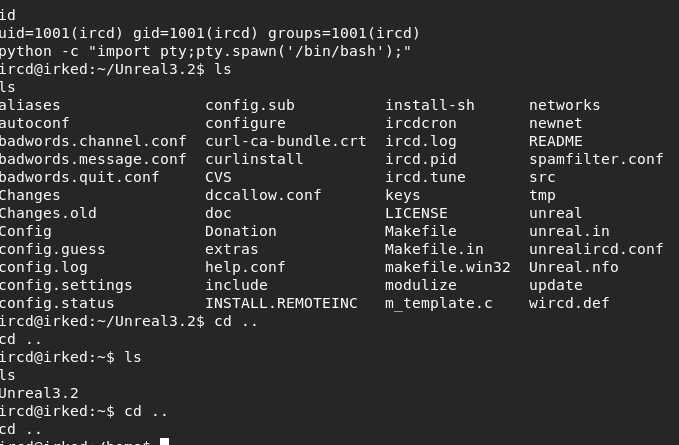 id
uid=1001(ircd) gid=1001(ircd) groups=1001(ircd)
python -c "import pty;pty.spawn('/bin/bash');"
ircd@irked:~/Unreal3.2$ ls
ls
aliases config.sub install-sh networks
autoconf configure ircdcron newnet
badwords.channel.conf curl-ca-bundle.crt ircd.log README
badwords.message.conf curlinstall ircd.pid spamfilter.conf
badwords.quit.conf CVS ircd.tune src
Changes dccallow.conf keys tmp
Changes.old doc LICENSE unreal
Config Donation Makefile unreal.in
config.guess extras Makefile.in unrealircd.conf
config.log help.conf makefile.win32 Unreal.nfo
config.settings include modulize update
config.status INSTALL.REMOTEINC m_template.c wircd.def
ircd@irked:~/Unreal3.2$ cd ..
cd ..
ircd@irked:~$ ls
ls
Unreal3.2
ircd@irked:~$ cd ..
cd ..
ircd@irked:/home$